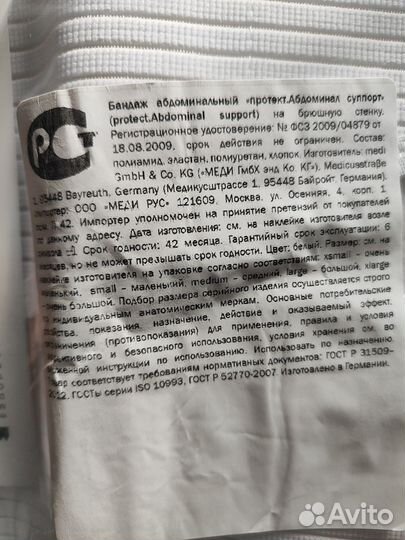 РСТ
Бандаж абдоминальный «протект.Абдоминал суппорт»
(protect.Abdominal support) на брюшную стенку.
Регистрационное удостоверение: № ФСЗ 2009/04879 от
18.08.2009. срок действия не ограничен. Состав:
полиамид, эластан, полиуретан, хлопок. Изготовитель: medi
GmbH & Co. KG («МЕДИ ГмбХ энд Ко. КГ»), Medicusstraße
1, 95448 Bayreuth, Germany (Медикусштрассе 1, 95448 Байройт Германия).
ООО «МЕДИ РУС» 121609, Москва, ул. Осенняя, 4, корп. 1
42. Импортер уполномочен на принятие претензий от покупателей
по данному адресу. Дата изготовления: см. на наклейке изготовителя возле
символа Срок годности: 42 месяца. Гарантийный срок эксплуатации: 6
месяцев, но не может превышать срок годности. Цвет: белый. Размер: см. на
наклейке изготовителя на упаковке согласно соответствию: xsmall – очень
маленький, small – маленький, medium – средний, large – большой, xlarge
– очень большой. Подбор размера серийного изделия осуществляется строго
индивидуальным анатомическим меркам. Основные потребительские
свойства, показания, назначение, действие и оказываемый эффект,
ограничения (противопоказания) для применения, правила и условия
эффективного и безопасного использования, условия хранения см. во
вложенной инструкции по использованию. Использовать по назначению
Товар соответствует требованиям нормативных документов: ГОСТ Р 31509-
2012, ГОСТы серии ISO 10993, ГОСТ Р 52770-2007. Изготовлено в Германии.
Avito